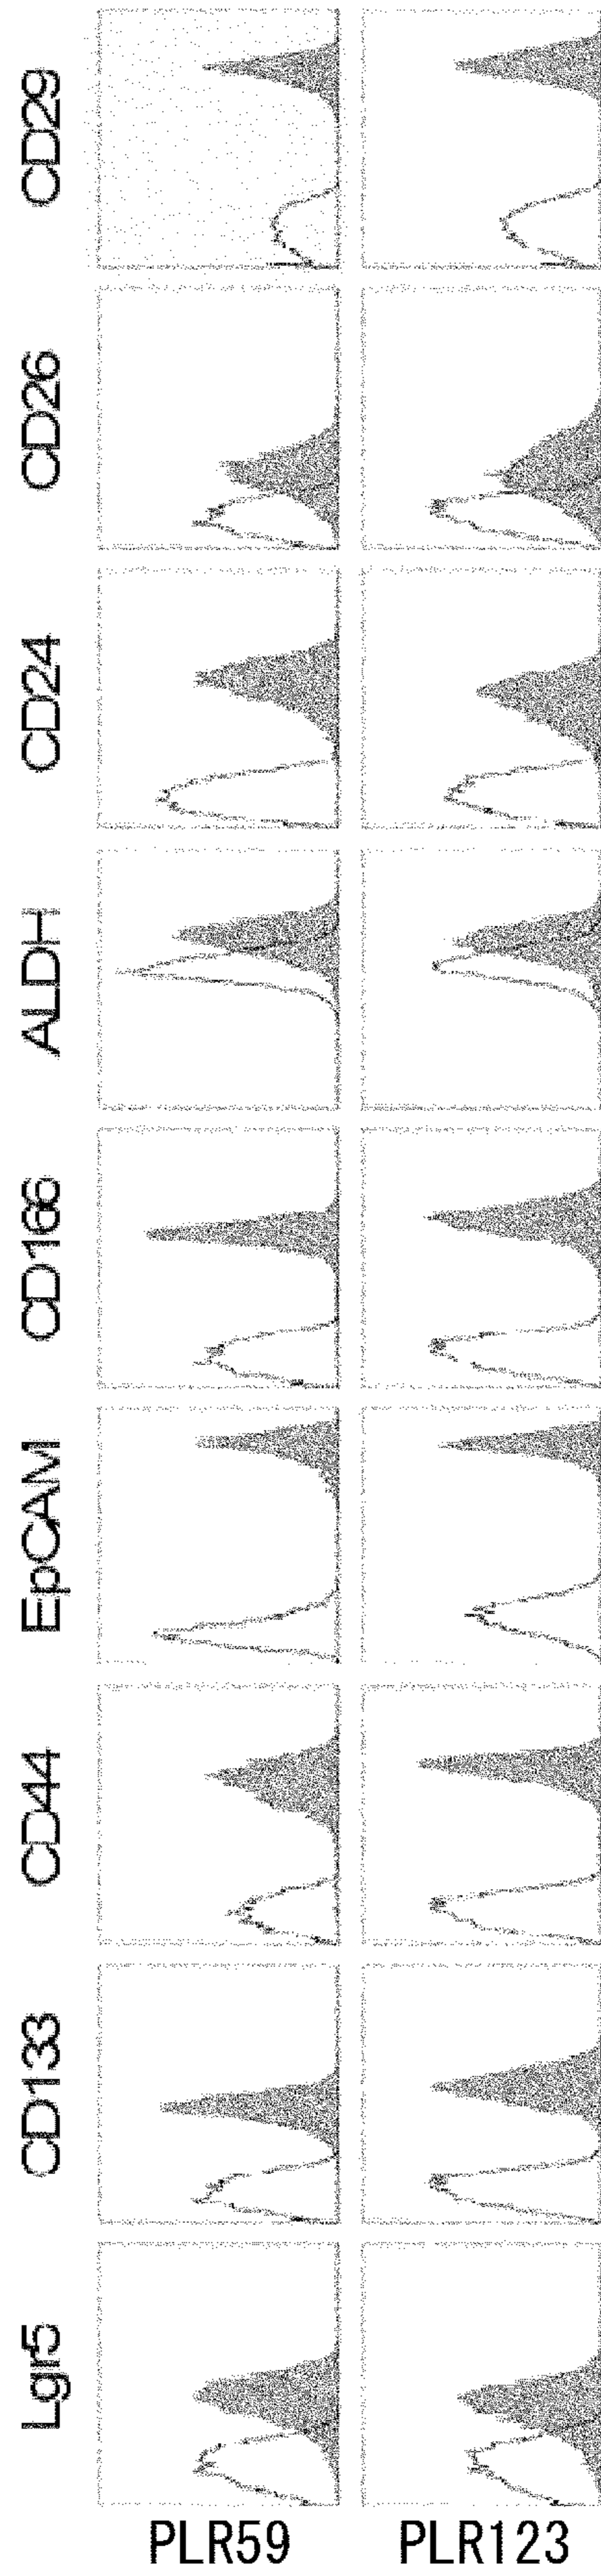 CD29
CD26
CD24
ALDH
CD166
EpCAM
CD44
CD133
Lgr5
PLR59 PLR123